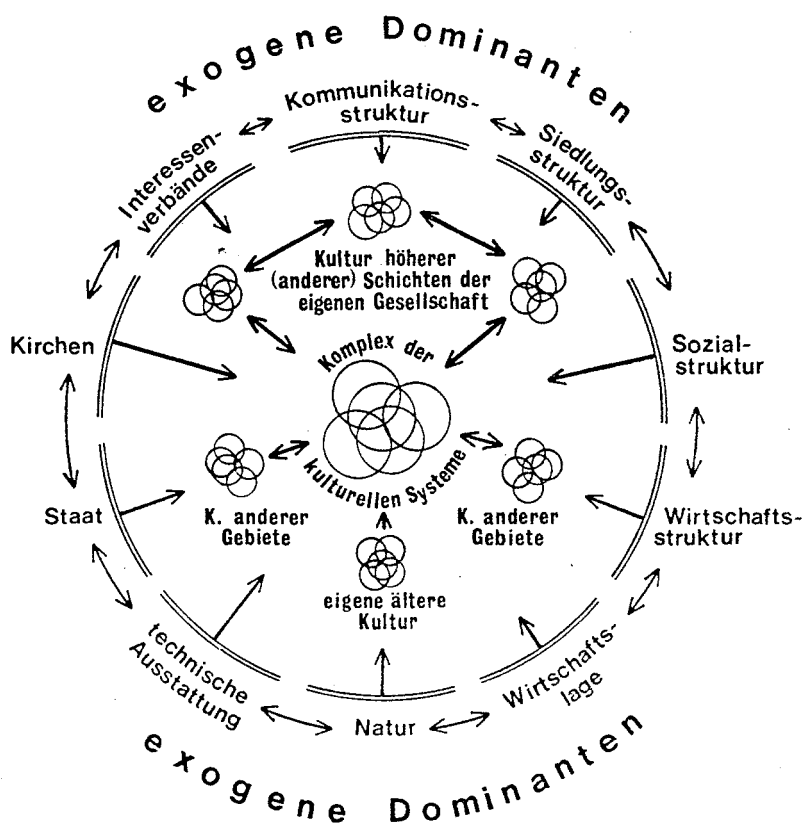 exogene Dominanten
Kommunikations-
struktur
Interessen-
verbände
Siedlungs-
struktur
Kultur höherer
(anderer) Schichten der
eigenen Gesellschaft
Kirchen
Komplex der
Sozial-
struktur
kulturellen Systeme
Staat
K. anderer
Gebiete
K. anderer
Gebiete
Wirtschafts-
struktur
eigene ältere
Kultur
technische
Ausstattung
Natur
Wirtschafts-
lage
exogene Dominanten